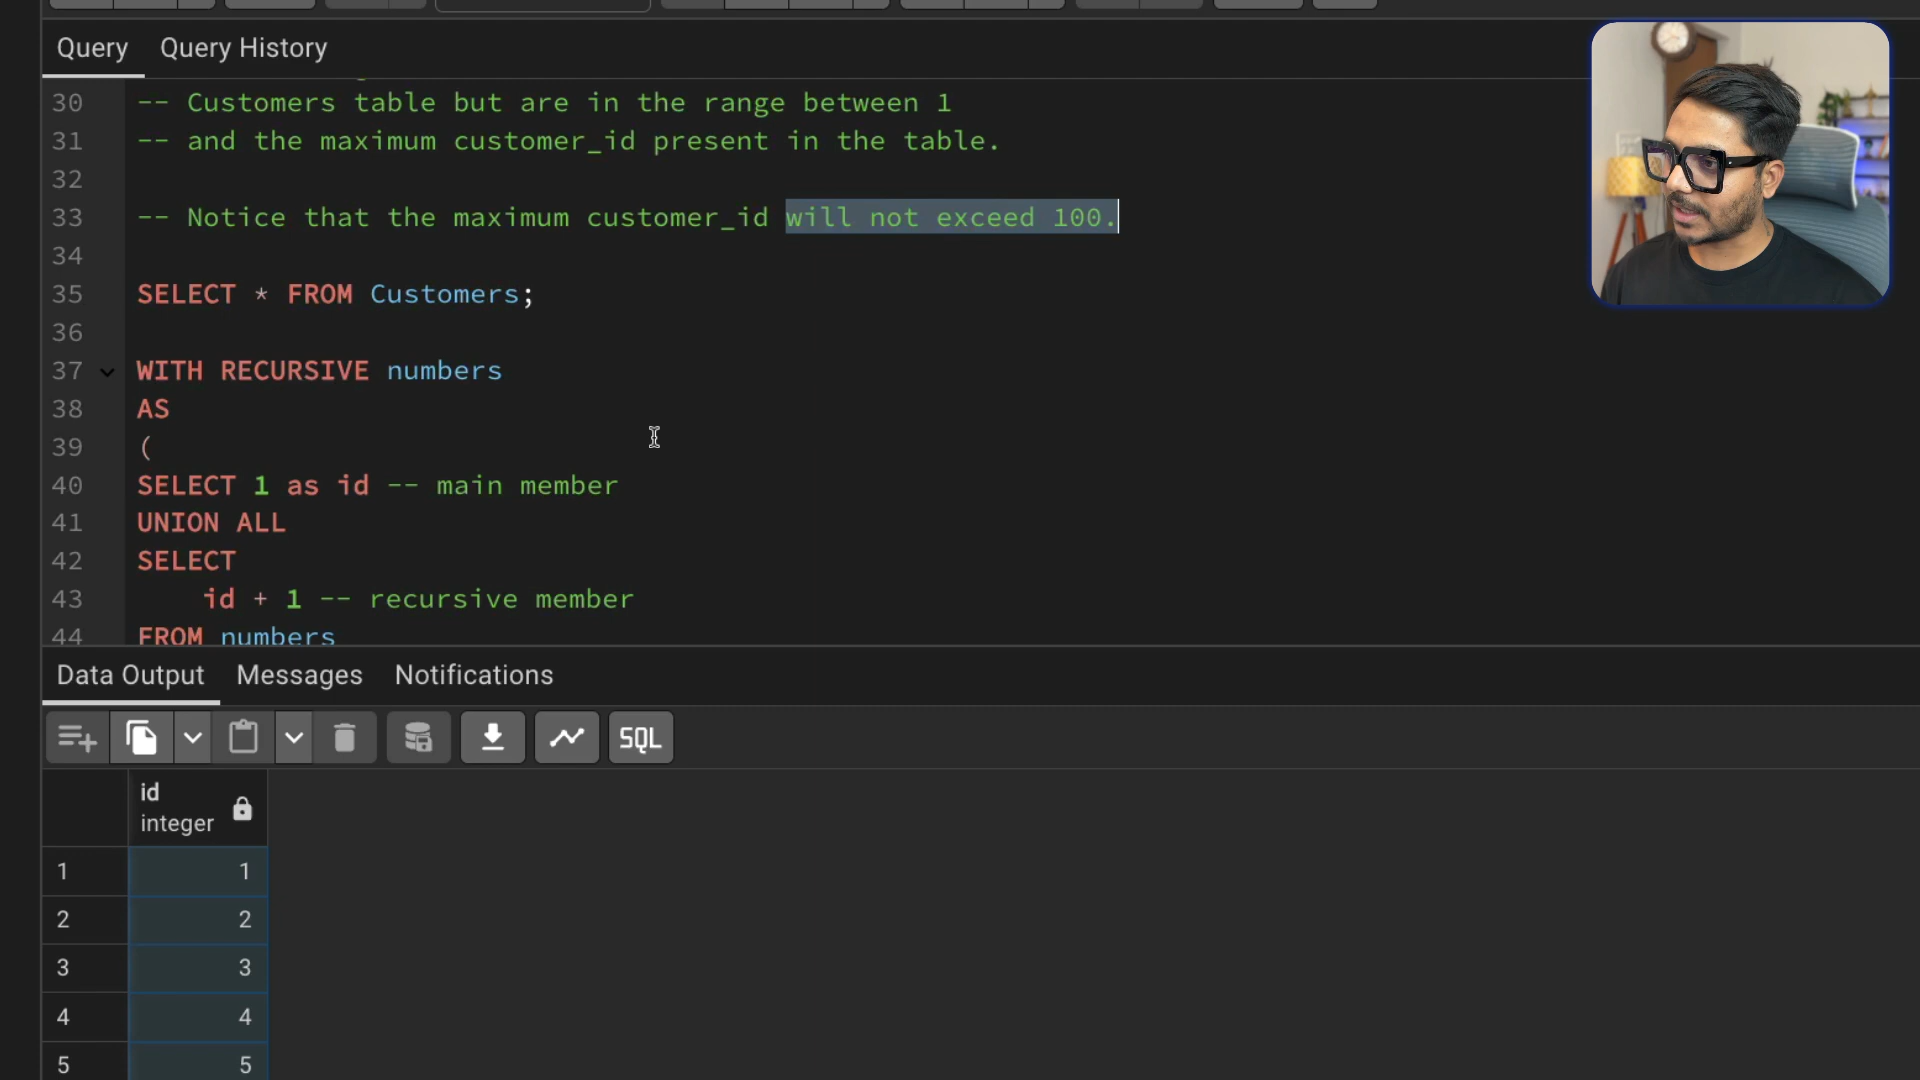 Query Query History
30 -- Customers table but are in the range between 1
31 -- and the maximum customer_id present in the table.
32
33 -- Notice that the maximum customer_id will not exceed 100.
34
35 SELECT * FROM Customers;
36
37 WITH RECURSIVE numbers
38 AS
39 (
40 SELECT 1 as id -- main member
41 UNION ALL
42 SELECT
43 id + 1 -- recursive member
44 FROM numbers
Data Output Messages Notifications
SQL
id
integer
1 1
2 2
3 3
4 4
5 5